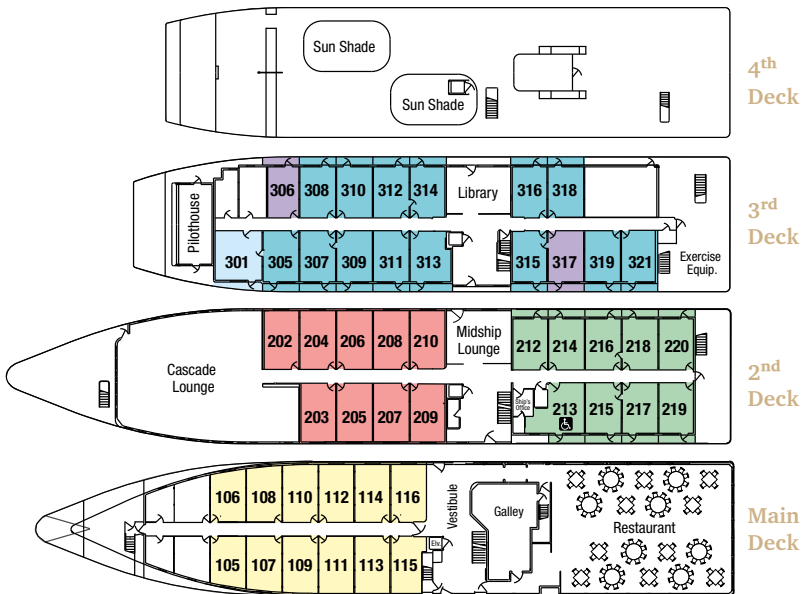 Sun Shade
Sun Shade
4th
Deck
Pilothouse
306 308 310 312 314
Library
316 318
301 305 307 309 311 313
315 317 319 321
Exercise
Equip.
3rd
Deck
Cascade
Lounge
202 204 206 208 210
Midship
Lounge
212 214 216 218 220
203 205 207 209
Ship's
Office
213 215 217 219
2nd
Deck
106 108 110 112 114 116
Vestibule
Galley
Restaurant
Elv.
105 107 109 111 113 115
Main
Deck